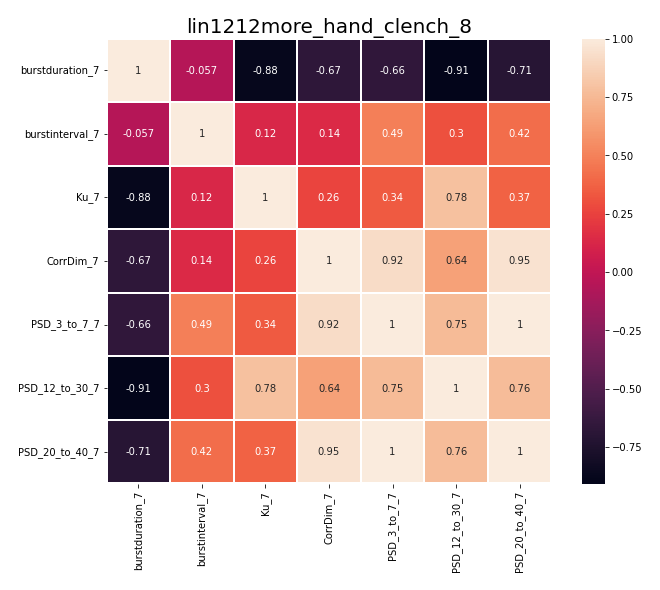 lin1212more_hand_clench_8
burstduration_7 1 -0.057 -0.88 -0.67 -0.66 -0.91 -0.71
burstinterval_7 -0.057 1 0.12 0.14 0.49 0.3 0.42
Ku_7 -0.88 0.12 1 0.26 0.34 0.78 0.37
CorrDim_7 -0.67 0.14 0.26 1 0.92 0.64 0.95
PSD_3_to_7_7 -0.66 0.49 0.34 0.92 1 0.75 1
PSD_12_to_30_7 -0.91 0.3 0.78 0.64 0.75 1 0.76
PSD_20_to_40_7 -0.71 0.42 0.37 0.95 1 0.76 1
burstduration_7
burstinterval_7
Ku_7
CorrDim_7
PSD_3_to_7_7
PSD_12_to_30_7
PSD_20_to_40_7
1.00
0.75
0.50
0.25
0.00
−0.25
−0.50
−0.75